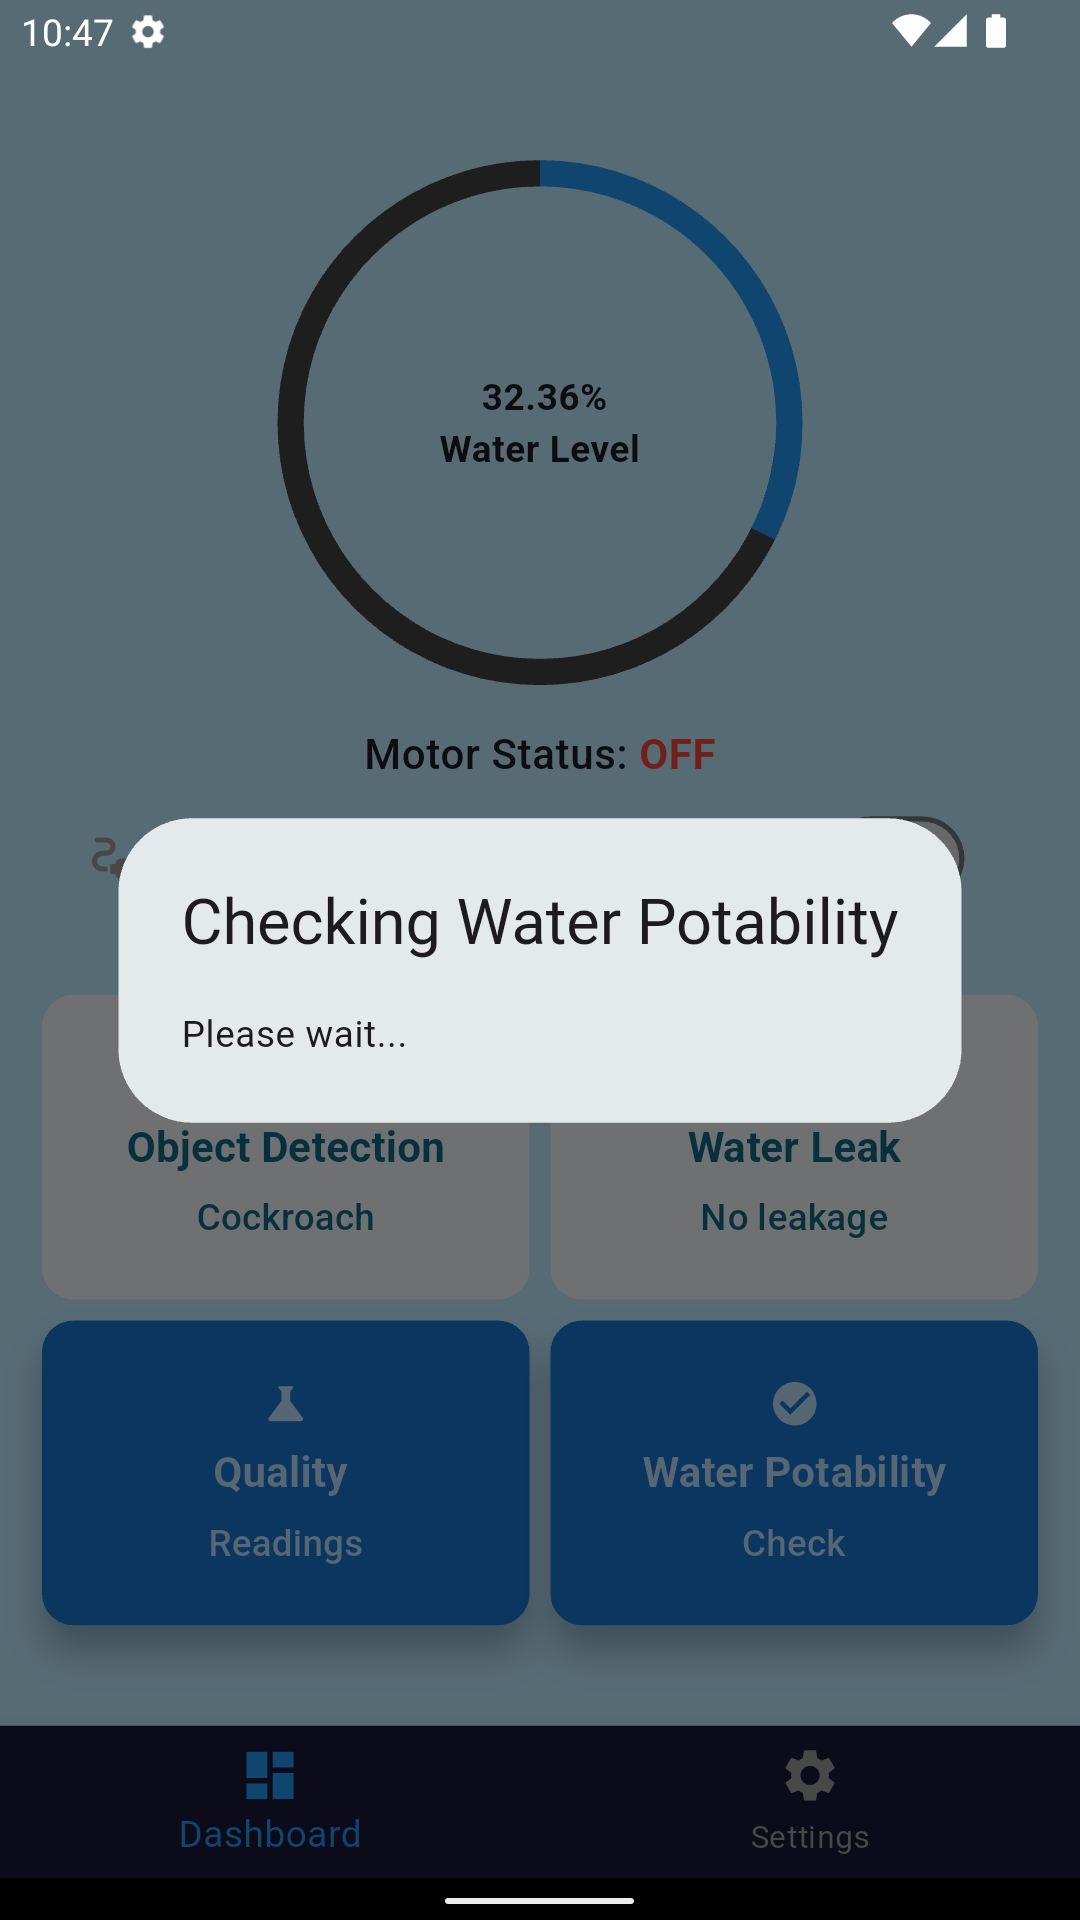 10:47
32.36%
Water Level
Motor Status: OFF
Checking Water Potability
Please wait...
Object Detection
Water Leak
Cockroach
No leakage
Quality
Water Potability
Readings
Check
Dashboard
Settings